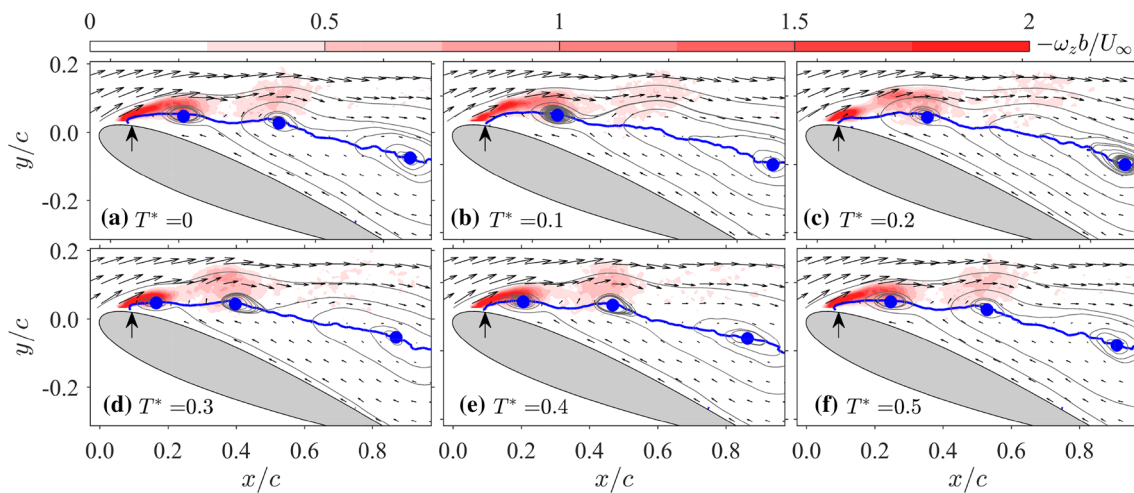 0 0.5 1 1.5 2
−ω_z b/U_∞
0.2
0.0
-0.2
y/c
(a) T* =0
(b) T* =0.1
(c) T* =0.2
0.2
0.0
-0.2
y/c
(d) T* =0.3
(e) T* =0.4
(f) T* =0.5
0.0 0.2 0.4 0.6 0.8 0.0 0.2 0.4 0.6 0.8 0.0 0.2 0.4 0.6 0.8
x/c x/c x/c